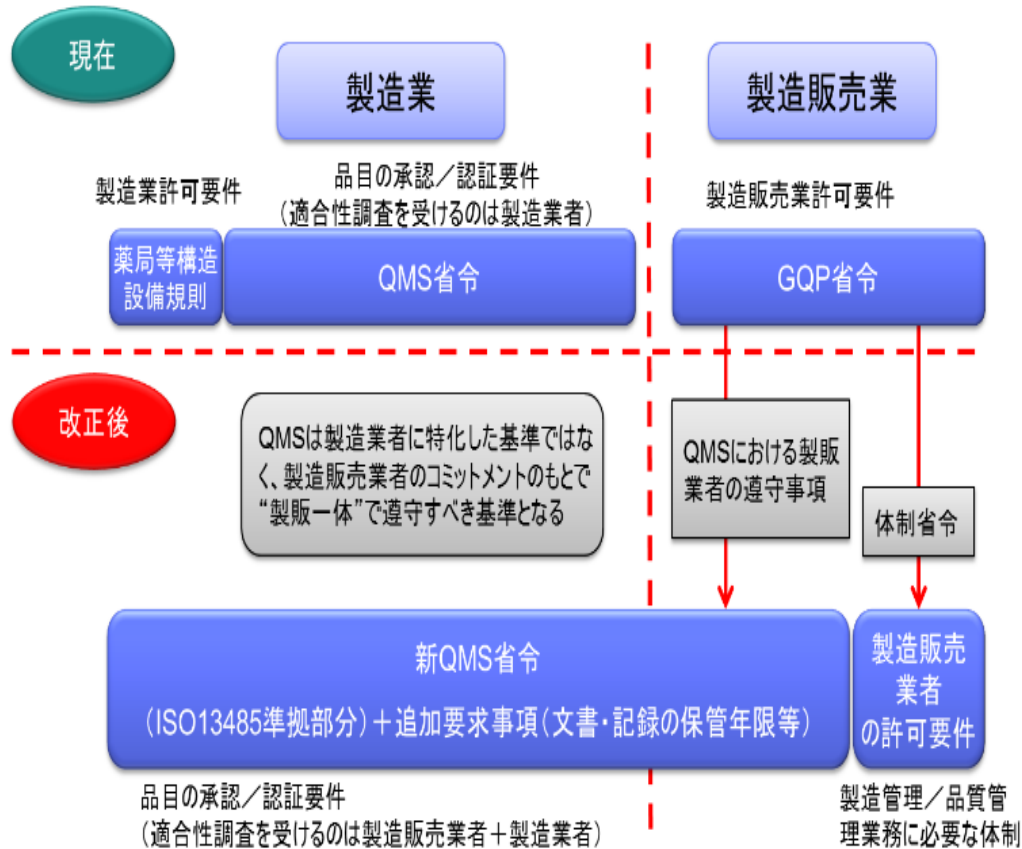 現在
製造業
製造販売業
製造業許可要件
品目の承認／認証要件
（適合性調査を受けるのは製造業者）
製造販売業許可要件
薬局等構造
設備規則
QMS省令
GQP省令
改正後
QMSは製造業者に特化した基準ではな
く、製造販売業者のコミットメントのもとで
“製販一体”で遵守すべき基準となる
QMSにおける製販
業者の遵守事項
体制省令
新QMS省令
（ISO13485準拠部分）＋追加要求事項（文書・記録の保管年限等）
製造販売
業者
の許可要件
品目の承認／認証要件
（適合性調査を受けるのは製造販売業者＋製造業者）
製造管理／品質管
理業務に必要な体制